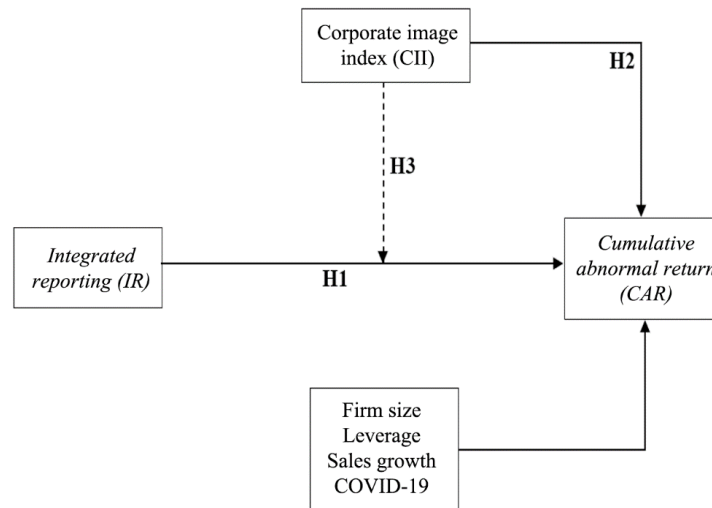 Corporate image
index (CII)
H2
H3
Integrated
reporting (IR)
H1
Cumulative
abnormal return
(CAR)
Firm size
Leverage
Sales growth
COVID-19